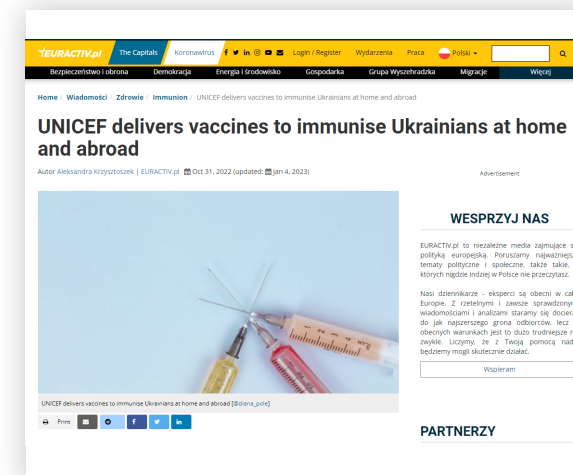 EURACTIV.pl The Capitals Koronawirus Login / Register Wydarzenia Praca Polski
Bezpieczeństwo i obrona Demokracja Energia i środowisko Gospodarka Grupa Wyszehradzka Migracje Więcej
Home / Wiadomości / Zdrowie / Immunion / UNICEF delivers vaccines to immunise Ukrainians at home and abroad
UNICEF delivers vaccines to immunise Ukrainians at home
and abroad
Autor Aleksandra Krzysztoszek | EURACTIV.pl Oct 31, 2022 (updated: Jan 4, 2023)
UNICEF delivers vaccines to immunise Ukrainians at home and abroad [@diana_pole]
Print
Advertisement
WESPRZYJ NAS
EURACTIV.pl to niezależne media zajmujące s
polityką europejską. Poruszamy najważniejsz
tematy polityczne i społeczne, także takie,
których nigdzie indziej w Polsce nie przeczytasz.
Nasi dziennikarze - eksperci są obecni w cał
Europie. Z rzetelnymi i zawsze sprawdzony
wiadomościami i analizami staramy się docier
do jak najszerszego grona odbiorców, lecz
obecnych warunkach jest to dużo trudniejsze n
zwykle. Liczymy, że z Twoją pomocą nad
będziemy mogli skutecznie działać.
Wspieram
PARTNERZY